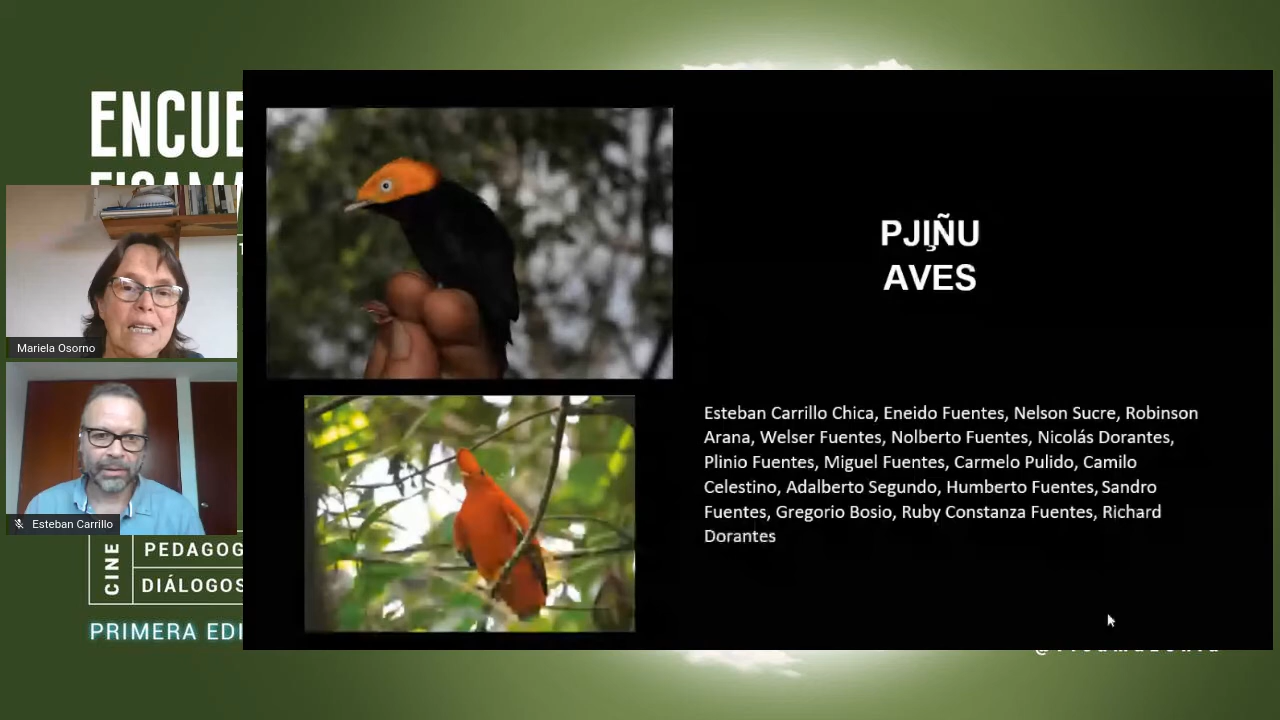 ENCUE
Mariela Osorno
Esteban Carrillo
CINE
PEDAGOG
DIÁLOGOS
PRIMERA EDI
PJĮÑU
AVES
Esteban Carrillo Chica, Eneido Fuentes, Nelson Sucre, Robinson
Arana, Welser Fuentes, Nolberto Fuentes, Nicolás Dorantes,
Plinio Fuentes, Miguel Fuentes, Carmelo Pulido, Camilo
Celestino, Adalberto Segundo, Humberto Fuentes, Sandro
Fuentes, Gregorio Bosio, Ruby Constanza Fuentes, Richard
Dorantes